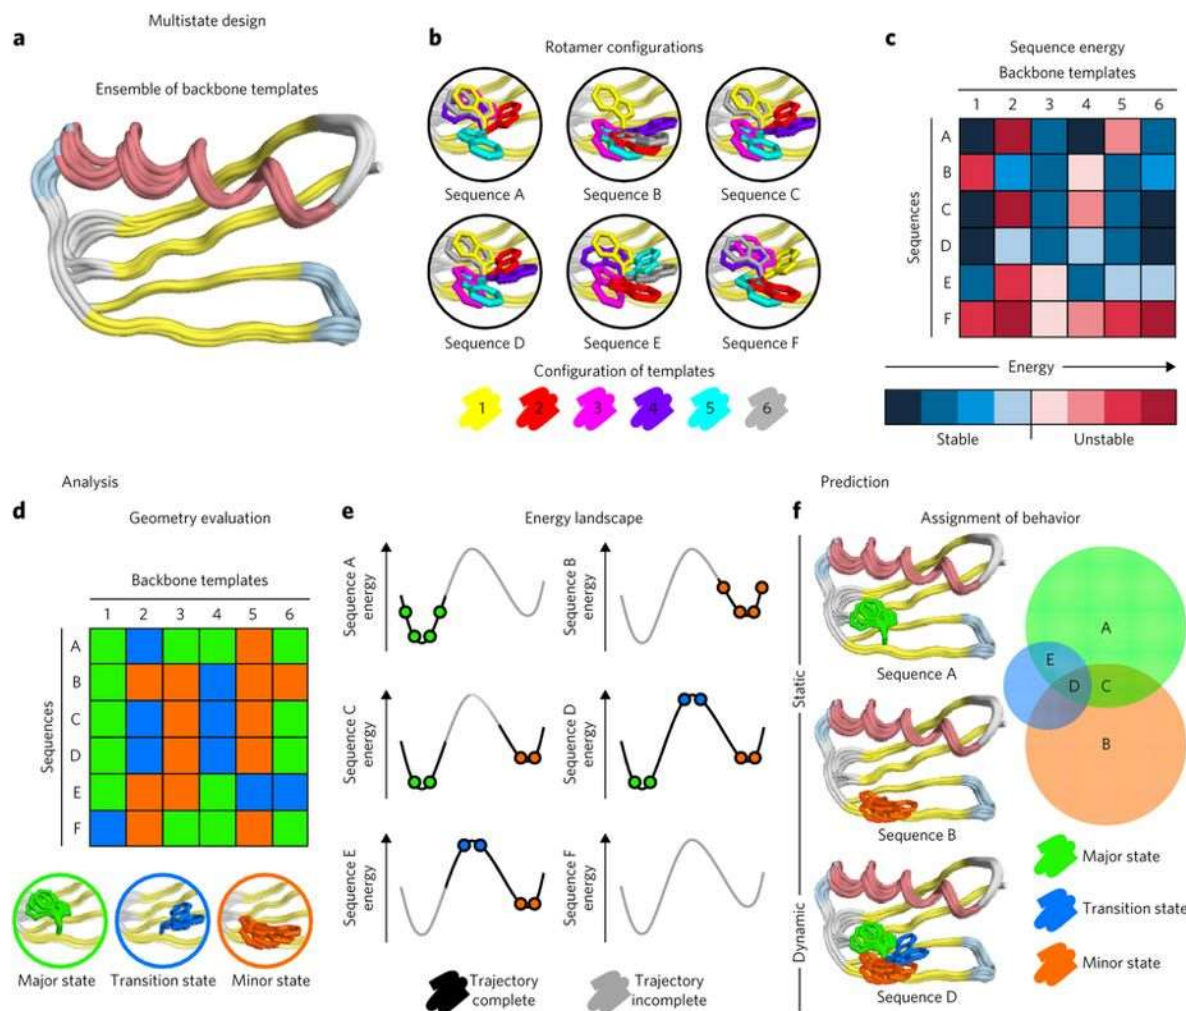 Multistate design
a
Ensemble of backbone templates
b
Rotamer configurations
Sequence A
Sequence B
Sequence C
Sequence D
Sequence E
Sequence F
Configuration of templates
1 2 3 4 5 6
c
Sequence energy
Backbone templates
1 2 3 4 5 6
Sequences
A
B
C
D
E
F
Energy
Stable
Unstable
Analysis
d
Geometry evaluation
Backbone templates
1 2 3 4 5 6
Sequences
A
B
C
D
E
F
Major state
Transition state
Minor state
e
Energy landscape
Sequence A
energy
Sequence B
energy
Sequence C
energy
Sequence D
energy
Sequence E
energy
Sequence F
energy
Trajectory
complete
Trajectory
incomplete
Prediction
f
Assignment of behavior
Static
Dynamic
Sequence A
Sequence B
Sequence D
A
E
D
C
B
Major state
Transition state
Minor state